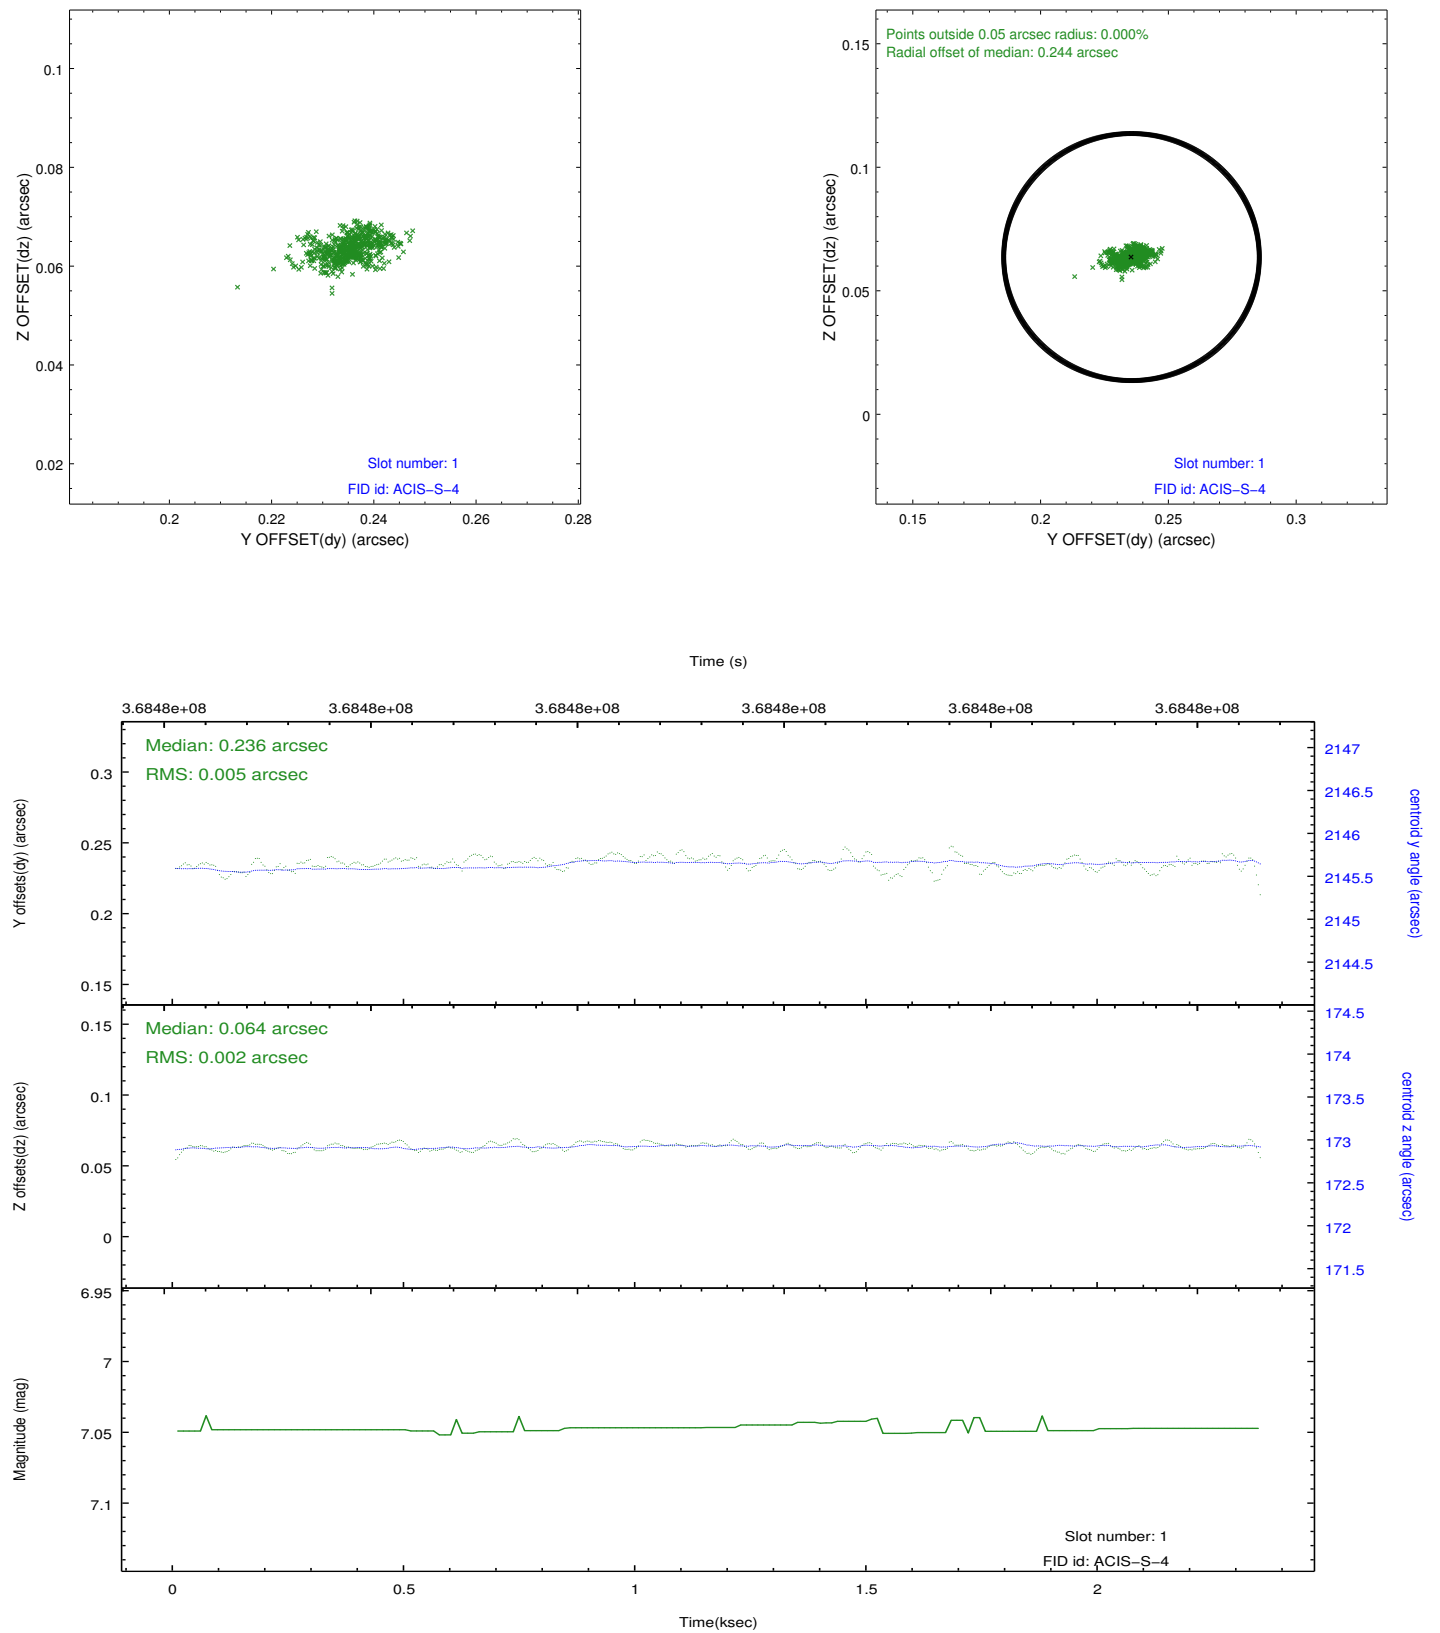 0.1
0.08
0.06
0.04
0.02
Z OFFSET(dz) (arcsec)
Slot number: 1
FID id: ACIS−S−4
0.2 0.22 0.24 0.26 0.28
Y OFFSET(dy) (arcsec)
Points outside 0.05 arcsec radius: 0.000%
Radial offset of median: 0.244 arcsec
0.15
0.1
0.05
0
Z OFFSET(dz) (arcsec)
Slot number: 1
FID id: ACIS−S−4
0.15 0.2 0.25 0.3
Y OFFSET(dy) (arcsec)
Time (s)
3.6848e+08 3.6848e+08 3.6848e+08 3.6848e+08 3.6848e+08 3.6848e+08
Median: 0.236 arcsec
RMS: 0.005 arcsec
0.3
0.25
0.2
0.15
Y offsets(dy) (arcsec)
2147
2146.5
2146
2145.5
2145
2144.5
centroid y angle (arcsec)
Median: 0.064 arcsec
RMS: 0.002 arcsec
0.15
0.1
0.05
0
Z offsets(dz) (arcsec)
174.5
174
173.5
173
172.5
172
171.5
centroid z angle (arcsec)
6.95
7
7.05
7.1
Magnitude (mag)
Slot number: 1
FID id: ACIS−S−4
0 0.5 1 1.5 2
Time(ksec)